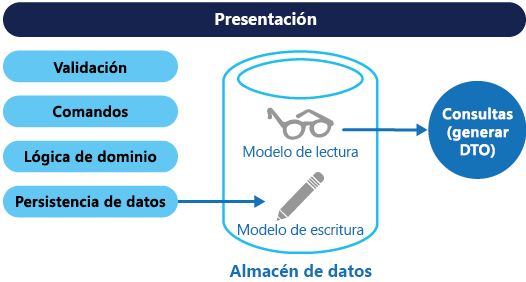 Presentación
Validación
Comandos
Lógica de dominio
Persistencia de datos
Modelo de lectura
Modelo de escritura
Almacén de datos
Consultas
(generar
DTO)